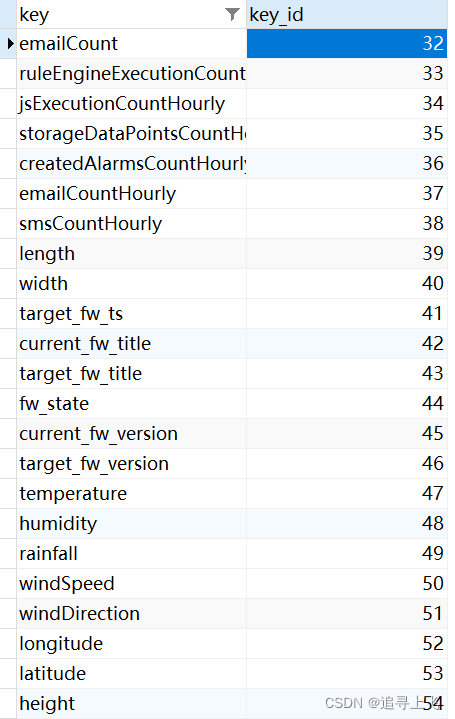 key key_id
emailCount 32
ruleEngineExecutionCount 33
jsExecutionCountHourly 34
storageDataPointsCountH 35
createdAlarmsCountHourly 36
emailCountHourly 37
smsCountHourly 38
length 39
width 40
target_fw_ts 41
current_fw_title 42
target_fw_title 43
fw_state 44
current_fw_version 45
target_fw_version 46
temperature 47
humidity 48
rainfall 49
windSpeed 50
windDirection 51
longitude 52
latitude 53
height 54
CSDN @追寻上